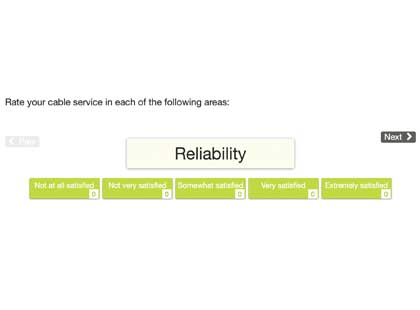 Rate your cable service in each of the following areas:
Prev
Next
Reliability
Not at all satisfied
0
Not very satisfied
0
Somewhat satisfied
0
Very satisfied
0
Extremely satisfied
0